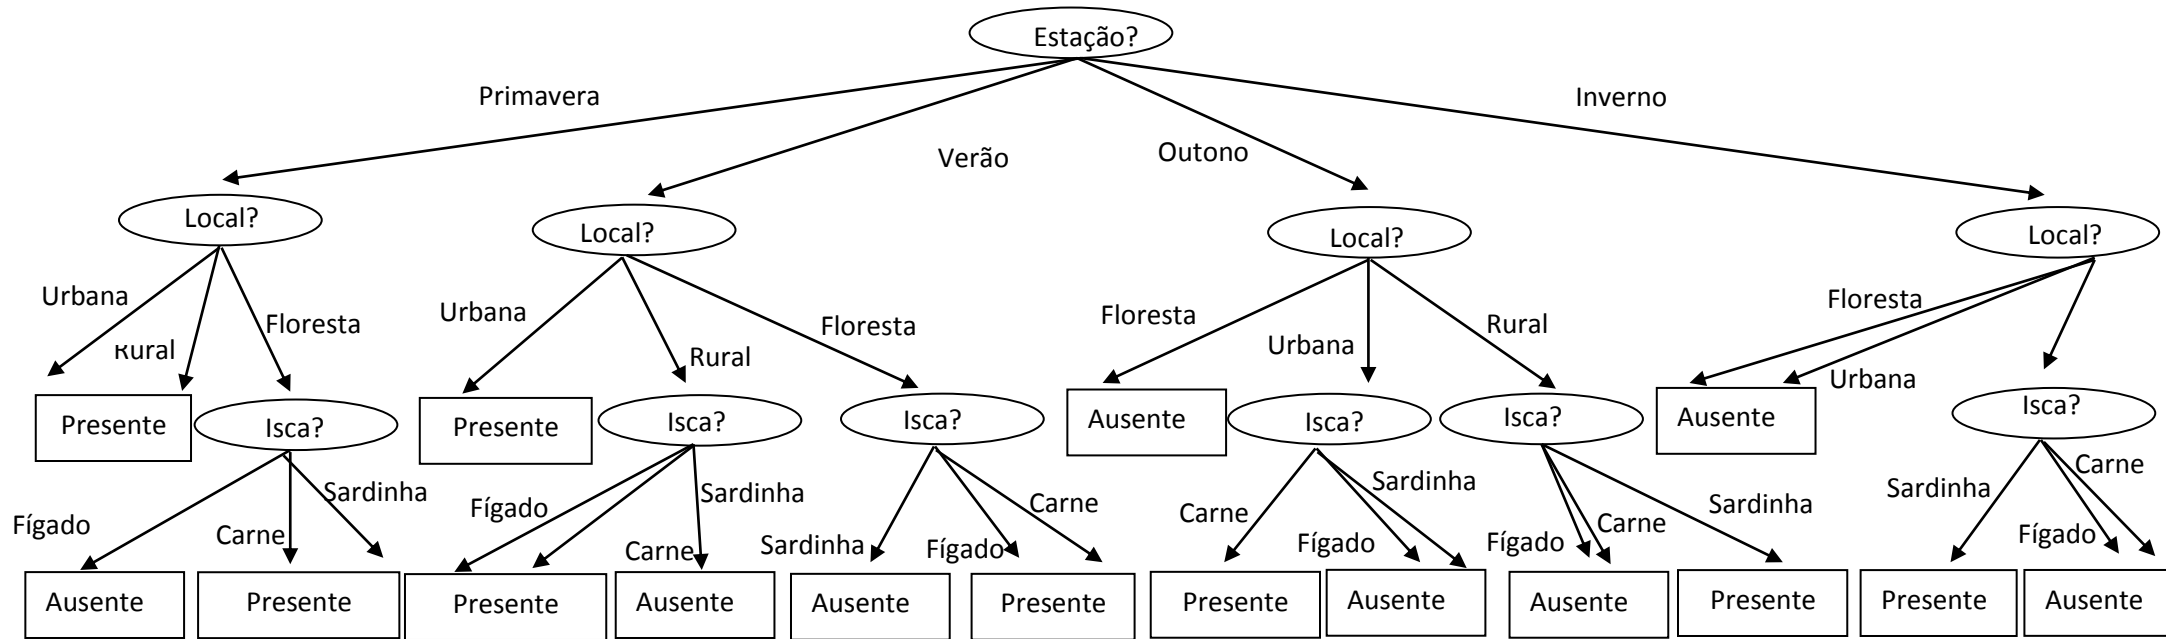 Estação?
Primavera
Inverno
Verão
Outono
Local?
Local?
Local?
Local?
Urbana
Rural
Floresta
Urbana
Rural
Floresta
Floresta
Urbana
Rural
Floresta
Urbana
Presente
Isca?
Presente
Isca?
Isca?
Ausente
Isca?
Isca?
Ausente
Isca?
Fígado
Carne
Sardinha
Fígado
Carne
Sardinha
Sardinha
Fígado
Carne
Carne
Fígado
Sardinha
Fígado
Carne
Sardinha
Sardinha
Fígado
Carne
Ausente
Presente
Presente
Ausente
Ausente
Presente
Presente
Ausente
Ausente
Presente
Presente
Ausente